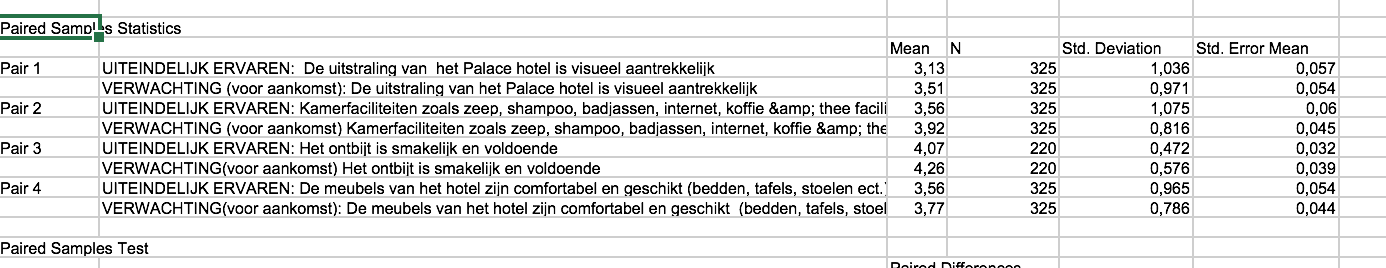 Paired Samples Statistics
Mean N Std. Deviation Std. Error Mean
Pair 1 UITEINDELIJK ERVAREN: De uitstraling van het Palace hotel is visueel aantrekkelijk 3,13 325 1,036 0,057
VERWACHTING (voor aankomst): De uitstraling van het Palace hotel is visueel aantrekkelijk 3,51 325 0,971 0,054
Pair 2 UITEINDELIJK ERVAREN: Kamerfaciliteiten zoals zeep, shampoo, badjassen, internet, koffie &amp; thee facili 3,56 325 1,075 0,06
VERWACHTING (voor aankomst) Kamerfaciliteiten zoals zeep, shampoo, badjassen, internet, koffie &amp; the 3,92 325 0,816 0,045
Pair 3 UITEINDELIJK ERVAREN: Het ontbijt is smakelijk en voldoende 4,07 220 0,472 0,032
VERWACHTING(voor aankomst) Het ontbijt is smakelijk en voldoende 4,26 220 0,576 0,039
Pair 4 UITEINDELIJK ERVAREN: De meubels van het hotel zijn comfortabel en geschikt (bedden, tafels, stoelen ect. 3,56 325 0,965 0,054
VERWACHTING(voor aankomst): De meubels van het hotel zijn comfortabel en geschikt (bedden, tafels, stoel 3,77 325 0,786 0,044
Paired Samples Test
Paired Differences